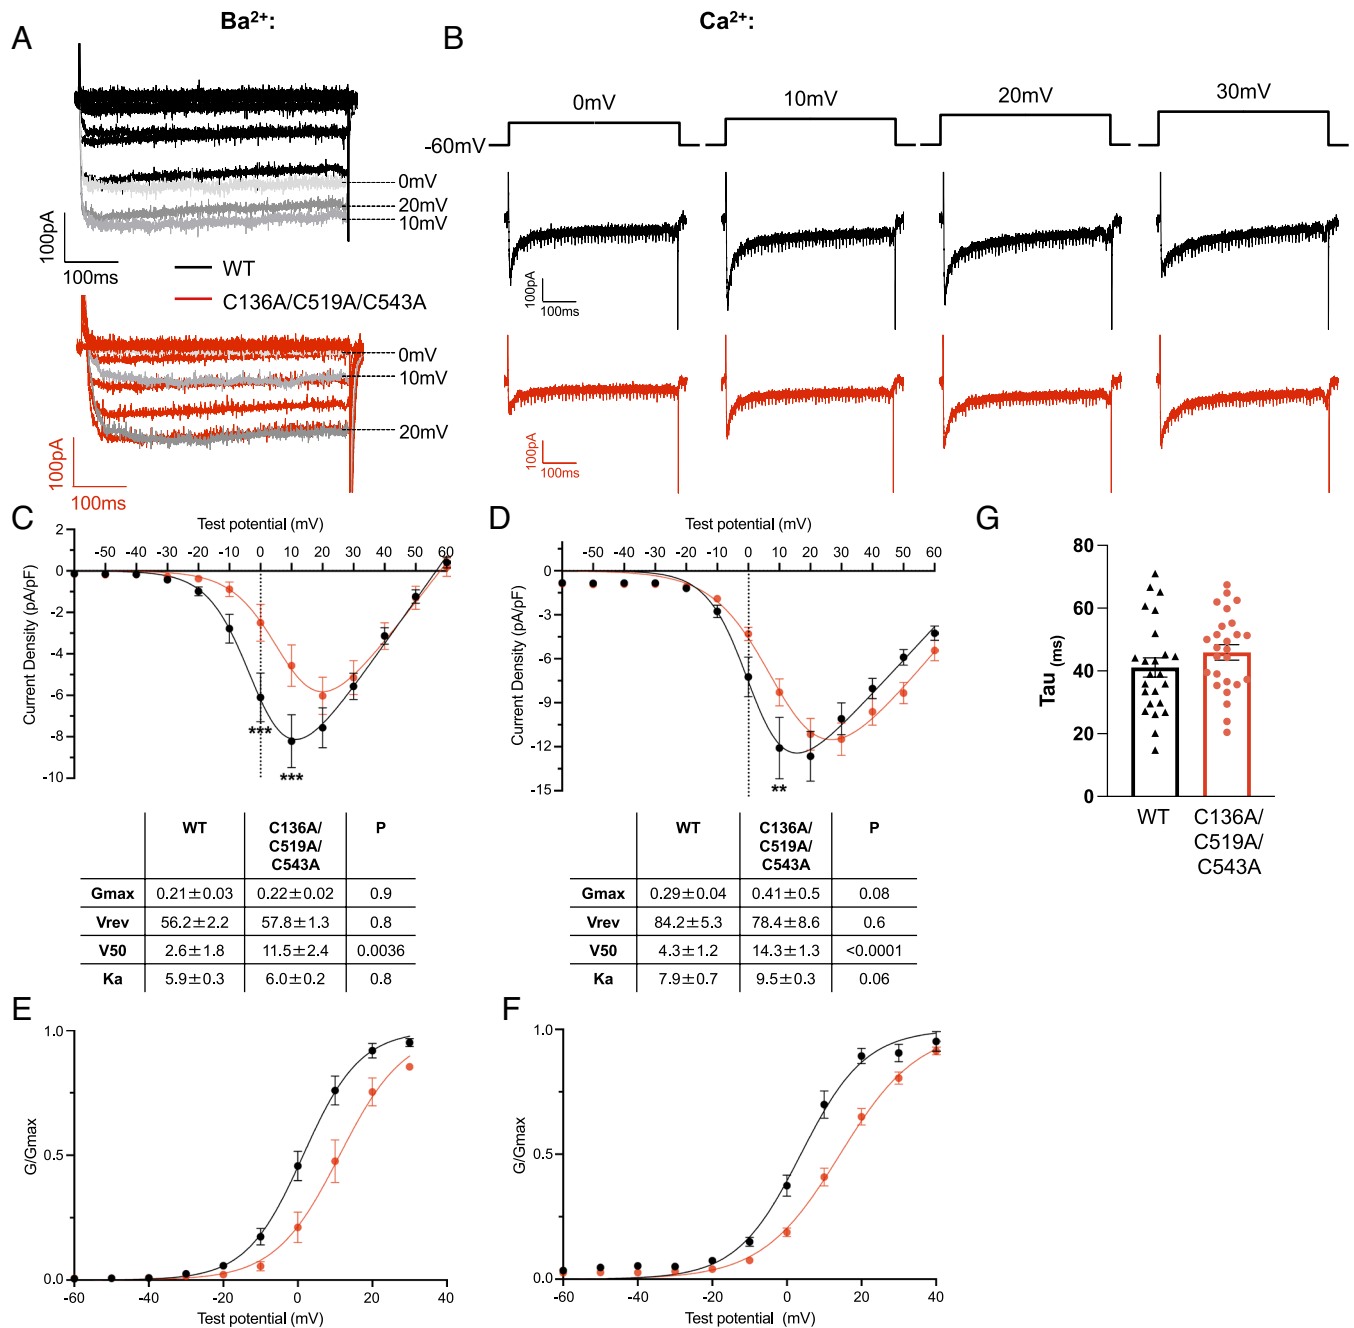 Ba²⁺:
Ca²⁺:
A
B
0mV
20mV
10mV
100pA
100ms
WT
C136A/C519A/C543A
0mV
10mV
20mV
100pA
100ms
0mV
10mV
20mV
30mV
-60mV
100pA
100ms
100pA
100ms
C
Test potential (mV)
-50 -40 -30 -20 -10 0 10 20 30 40 50 60
2
0
-2
-4
-6
-8
-10
Current Density (pA/pF)
***
***
WT C136A/ P
C519A/
C543A
Gmax 0.21±0.03 0.22±0.02 0.9
Vrev 56.2±2.2 57.8±1.3 0.8
V50 2.6±1.8 11.5±2.4 0.0036
Ka 5.9±0.3 6.0±0.2 0.8
D
Test potential (mV)
-50 -40 -30 -20 -10 0 10 20 30 40 50 60
0
-3
-6
-9
-12
-15
Current Density (pA/pF)
**
WT C136A/ P
C519A/
C543A
Gmax 0.29±0.04 0.41±0.5 0.08
Vrev 84.2±5.3 78.4±8.6 0.6
V50 4.3±1.2 14.3±1.3 <0.0001
Ka 7.9±0.7 9.5±0.3 0.06
G
80
60
40
20
0
Tau (ms)
WT
C136A/
C519A/
C543A
E
1.0
0.5
0.0
G/Gmax
-60 -40 -20 0 20 40
Test potential (mV)
F
1.0
0.5
0.0
G/Gmax
-60 -40 -20 0 20 40
Test potential (mV)